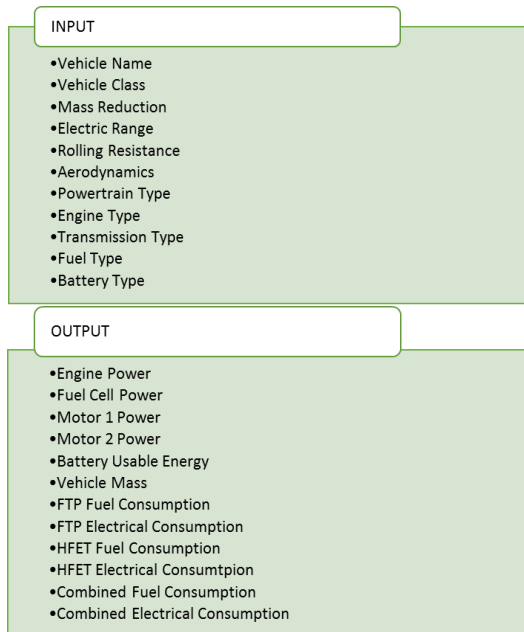 INPUT
•Vehicle Name
•Vehicle Class
•Mass Reduction
•Electric Range
•Rolling Resistance
•Aerodynamics
•Powertrain Type
•Engine Type
•Transmission Type
•Fuel Type
•Battery Type
OUTPUT
•Engine Power
•Fuel Cell Power
•Motor 1 Power
•Motor 2 Power
•Battery Usable Energy
•Vehicle Mass
•FTP Fuel Consumption
•FTP Electrical Consumption
•HFET Fuel Consumption
•HFET Electrical Consumtpion
•Combined Fuel Consumption
•Combined Electrical Consumption